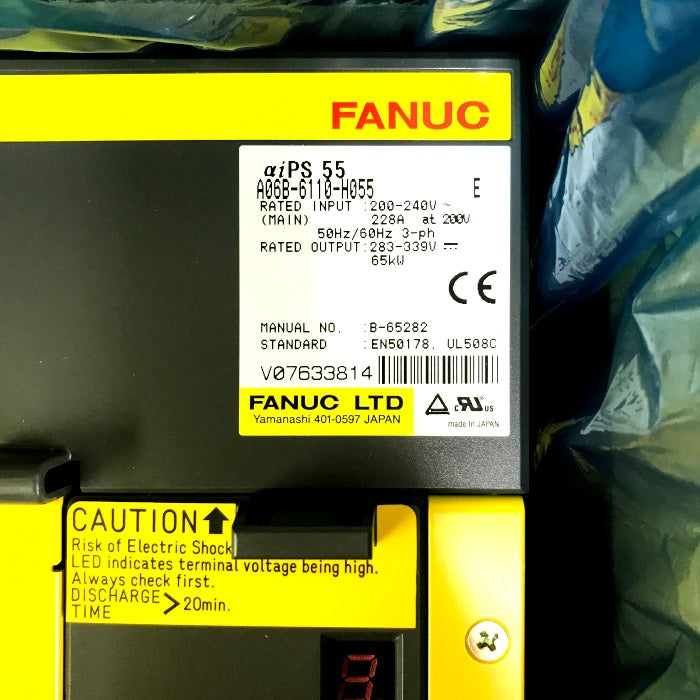 FANUC
αiPS 55
A06B-6110-H055 E
RATED INPUT :200-240V ~
(MAIN) 228A at 200V
50Hz/60Hz 3-ph
RATED OUTPUT:283-339V ⎓
65kW
CE
MANUAL NO. :B-65282
STANDARD :EN50178. UL508C
V07633814
FANUC LTD
Yamanashi 401-0597 JAPAN
c RU US
made in JAPAN
CAUTION ↑
Risk of Electric Shock
LED indicates terminal voltage being high.
Always check first.
DISCHARGE TIME > 20min.
8